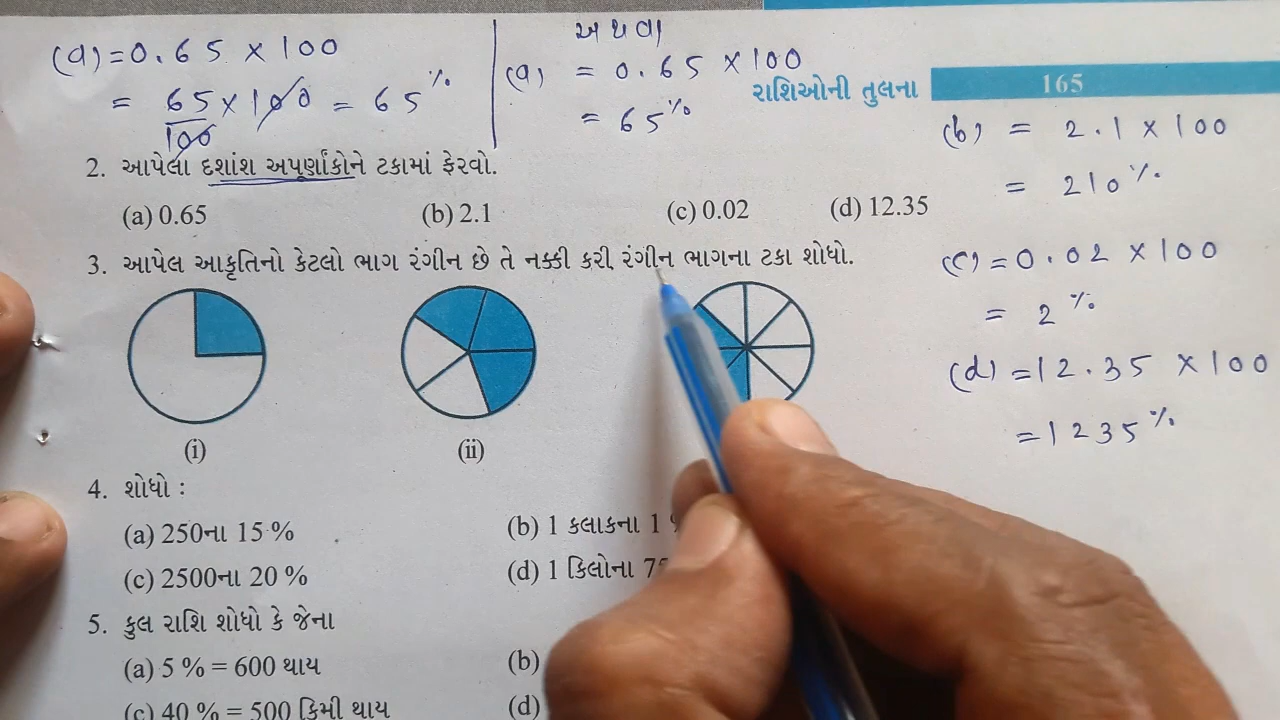 (a) = 0.65 × 100
= 65/100 × 100 = 65%
અથવા
(a) = 0.65 × 100
= 65%
રાશિઓની તુલના 165
2. આપેલા દશાંશ અપૂર્ણાંકોને ટકામાં ફેરવો.
(a) 0.65 (b) 2.1 (c) 0.02 (d) 12.35
3. આપેલ આકૃતિનો કેટલો ભાગ રંગીન છે તે નક્કી કરી, રંગીન ભાગના ટકા શોધો.
(i) (ii)
4. શોધો :
(a) 250ના 15 % (b) 1 કલાકના 1
(c) 2500ના 20 % (d) 1 કિલોના
5. કુલ રાશિ શોધો કે જેના
(a) 5 % = 600 થાય (b)
(c) 40 % = 500 કિમી થાય (d)
(b) = 2.1 × 100
= 210%
(c) = 0.02 × 100
= 2%
(d) = 12.35 × 100
= 1235%